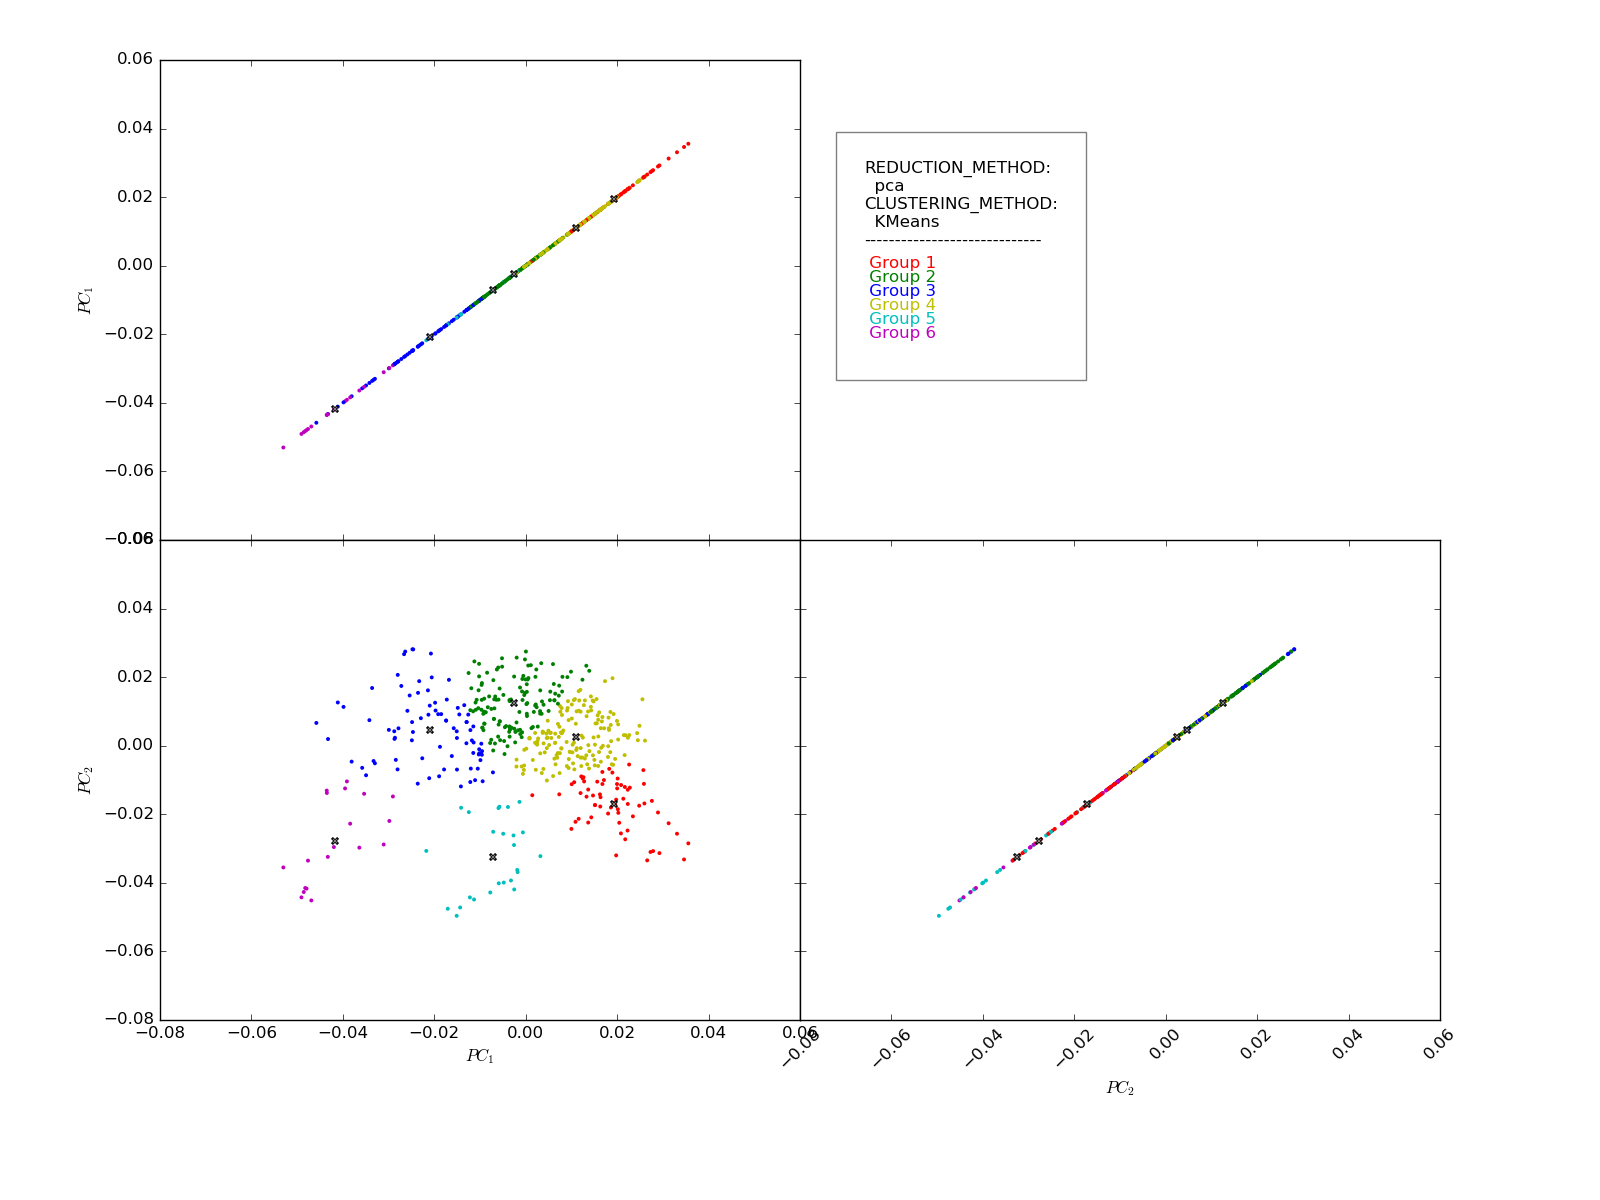 0.06
0.04
0.02
0.00
−0.02
−0.04
−0.06
−0.08
PC1
REDUCTION_METHOD:
pca
CLUSTERING_METHOD:
KMeans
------------------------------
Group 1
Group 2
Group 3
Group 4
Group 5
Group 6
0.06
0.04
0.02
0.00
−0.02
−0.04
−0.06
−0.08
PC2
−0.08 −0.06 −0.04 −0.02 0.00 0.02 0.04 0.06
PC1
−0.08 −0.06 −0.04 −0.02 0.00 0.02 0.04 0.06
PC2